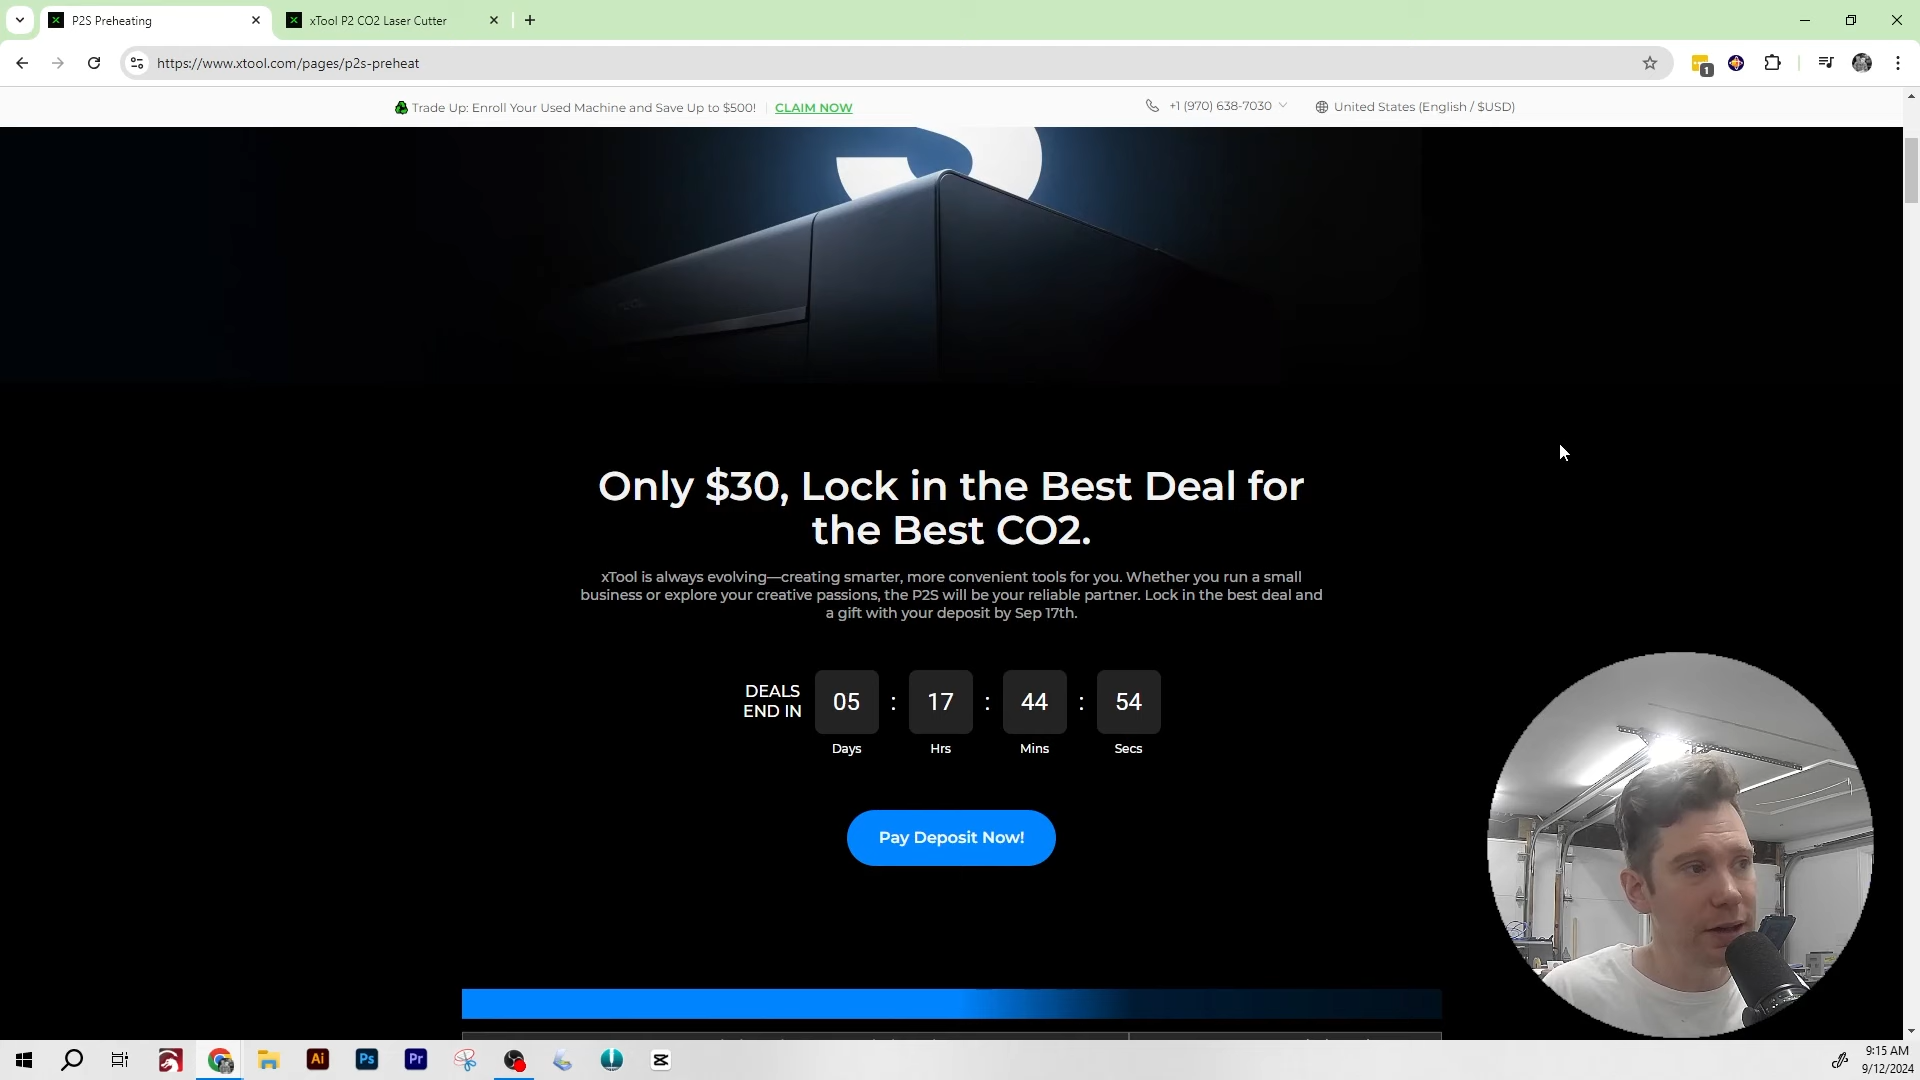 P2S Preheating
xTool P2 CO2 Laser Cutter
https://www.xtool.com/pages/p2s-preheat
1
Trade Up: Enroll Your Used Machine and Save Up to $500!
CLAIM NOW
+1 (970) 638-7030
United States (English / $USD)
Only $30, Lock in the Best Deal for
the Best CO2.
xTool is always evolving—creating smarter, more convenient tools for you. Whether you run a small
business or explore your creative passions, the P2S will be your reliable partner. Lock in the best deal and
a gift with your deposit by Sep 17th.
DEALS
END IN
05 : 17 : 44 : 54
Days Hrs Mins Secs
Pay Deposit Now!
Ai Ps Pr
9:15 AM
9/12/2024